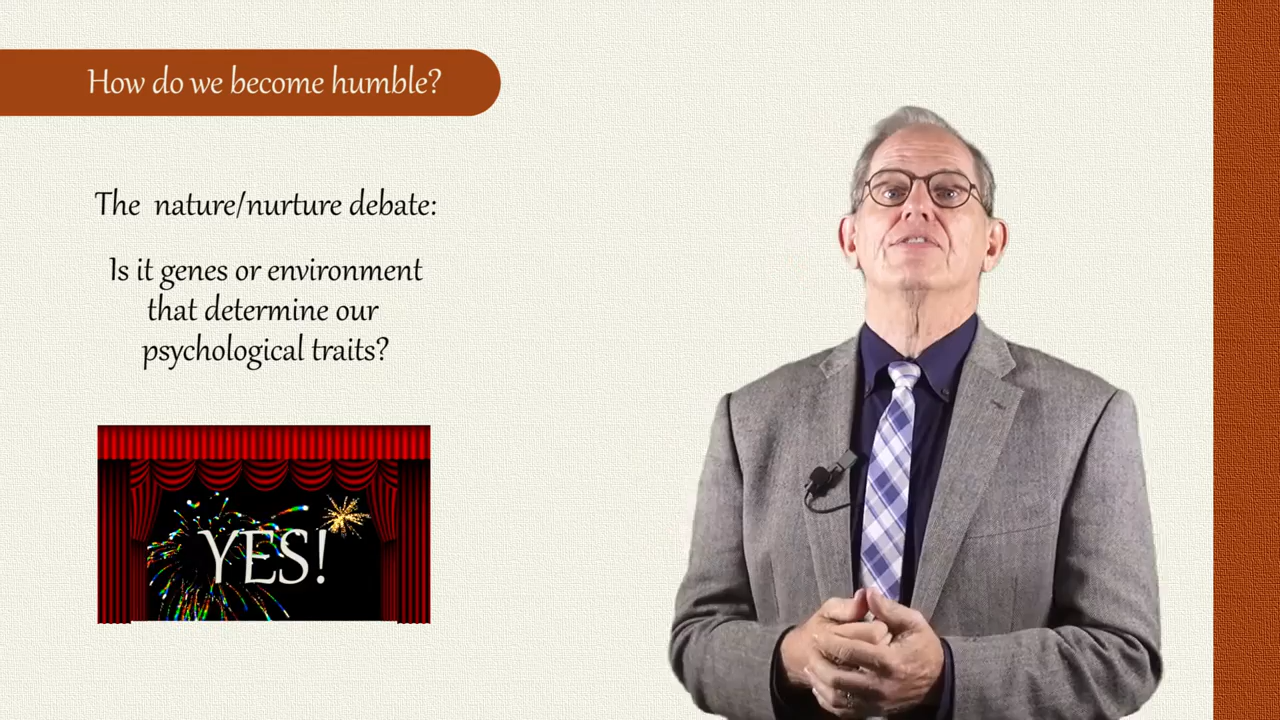 How do we become humble?
The nature/nurture debate:
Is it genes or environment
that determine our
psychological traits?
YES!